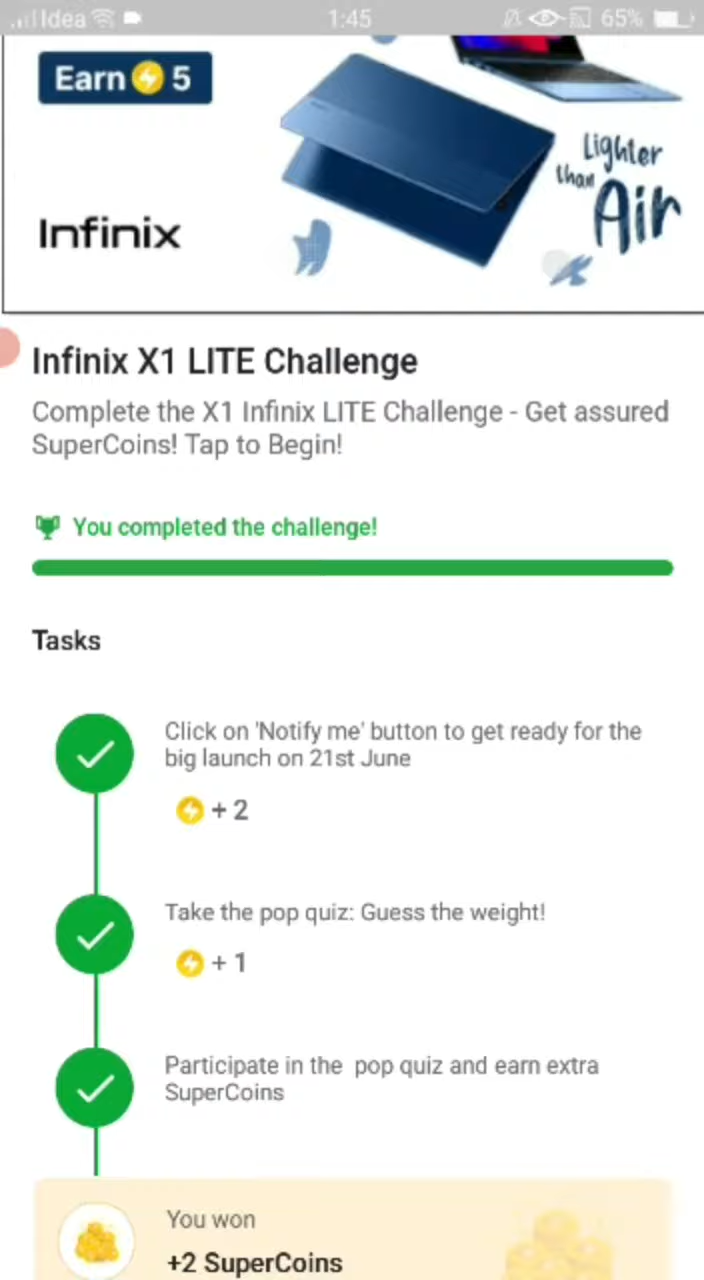 Idea 1:45 65%
Earn 5
Lighter
than
Air
Infinix
Infinix X1 LITE Challenge
Complete the X1 Infinix LITE Challenge - Get assured
SuperCoins! Tap to Begin!
You completed the challenge!
Tasks
Click on 'Notify me' button to get ready for the
big launch on 21st June
+ 2
Take the pop quiz: Guess the weight!
+ 1
Participate in the pop quiz and earn extra
SuperCoins
You won
+2 SuperCoins